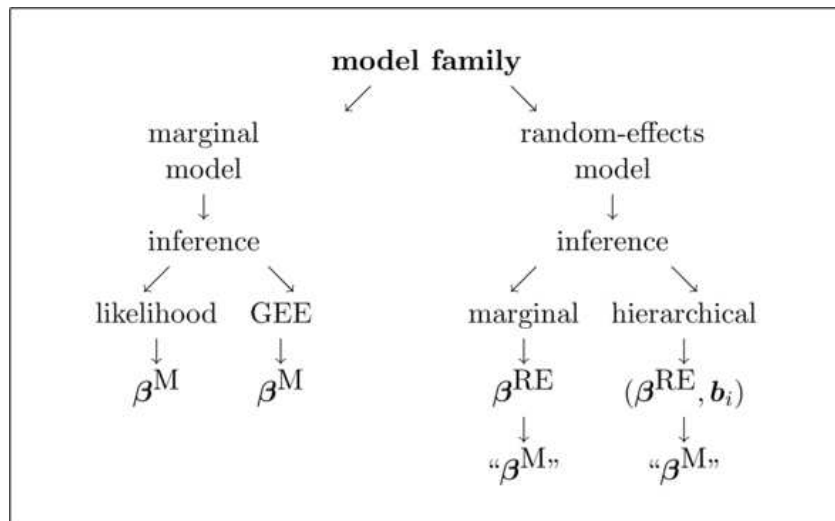 model family
marginal random-effects
model model
↓ ↓
inference inference
likelihood GEE marginal hierarchical
↓ ↓ ↓ ↓
β^M β^M β^RE (β^RE, b_i)
↓ ↓
“β^M” “β^M”